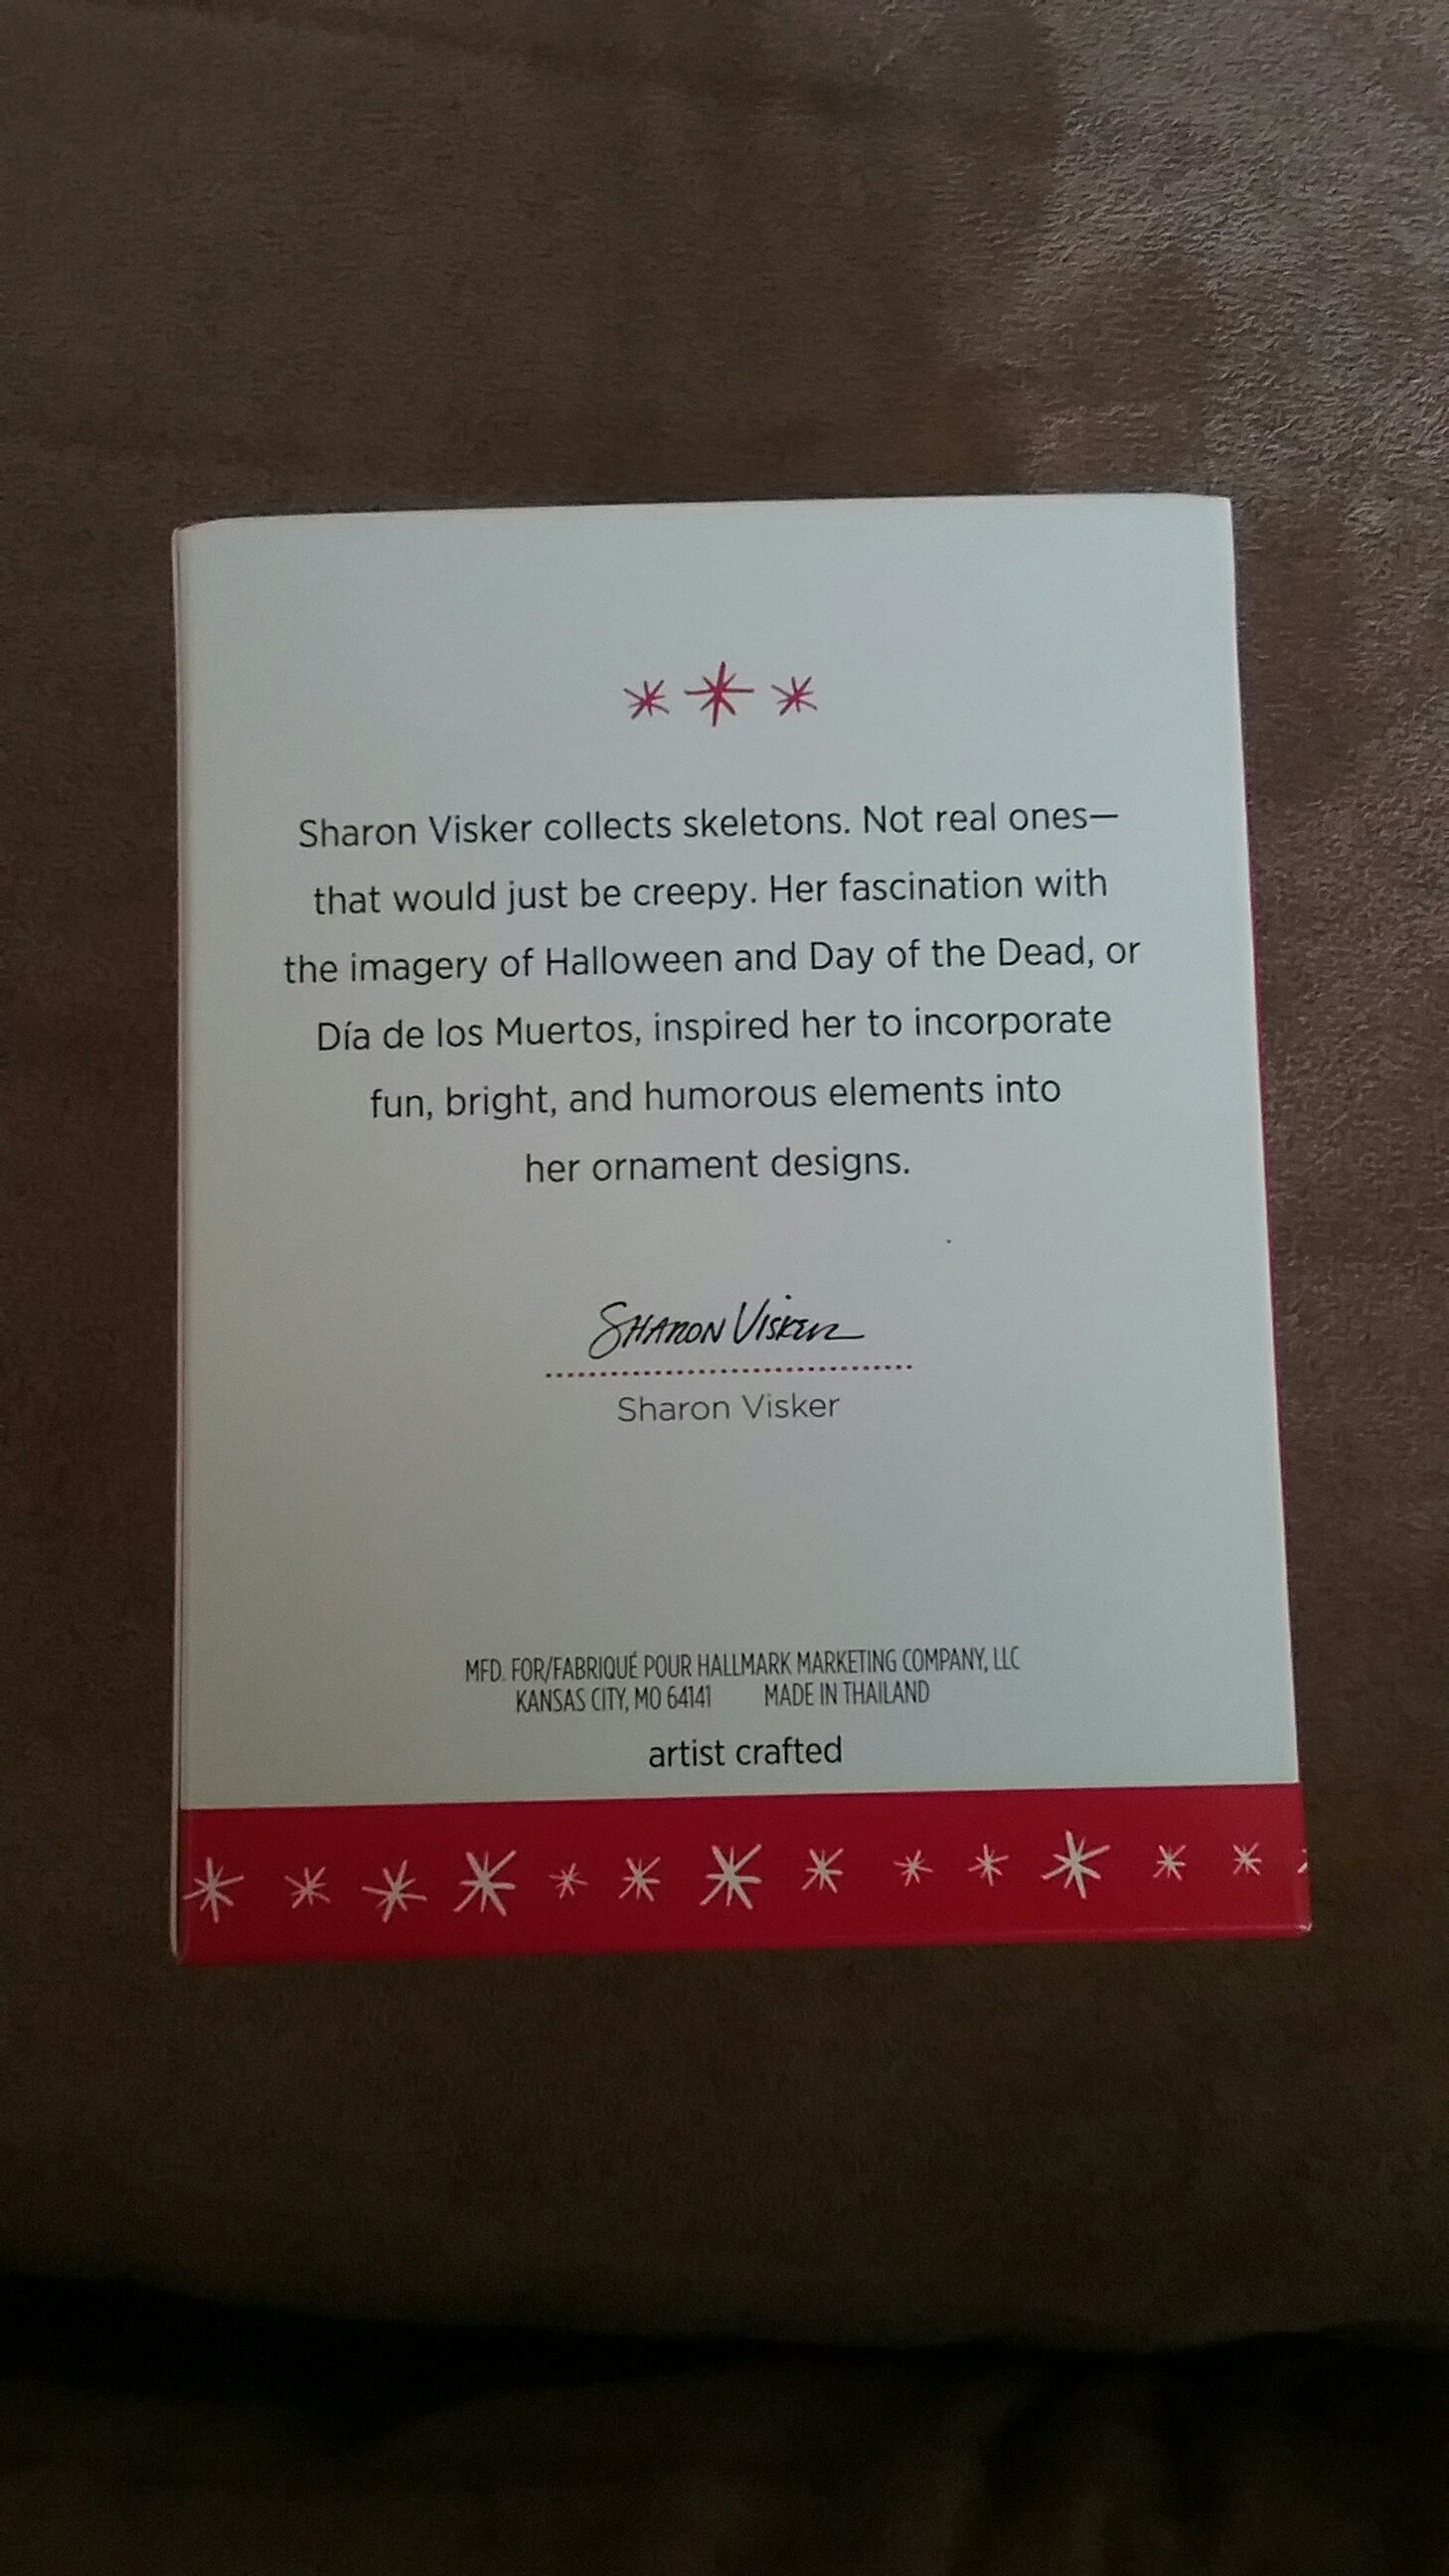 Sharon Visker collects skeletons. Not real ones—
that would just be creepy. Her fascination with
the imagery of Halloween and Day of the Dead, or
Día de los Muertos, inspired her to incorporate
fun, bright, and humorous elements into
her ornament designs.
SHARON VISKER
Sharon Visker
MFD. FOR/FABRIQUÉ POUR HALLMARK MARKETING COMPANY, LLC
KANSAS CITY, MO 64141 MADE IN THAILAND
artist crafted